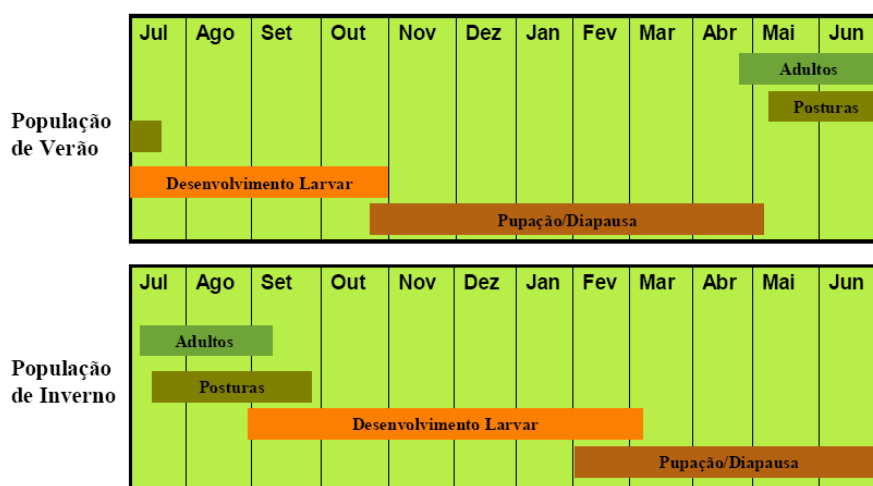 Jul Ago Set Out Nov Dez Jan Fev Mar Abr Mai Jun
Adultos
Posturas
População
de Verão
Desenvolvimento Larvar
Pupação/Diapausa
Jul Ago Set Out Nov Dez Jan Fev Mar Abr Mai Jun
Adultos
População
de Inverno
Posturas
Desenvolvimento Larvar
Pupação/Diapausa